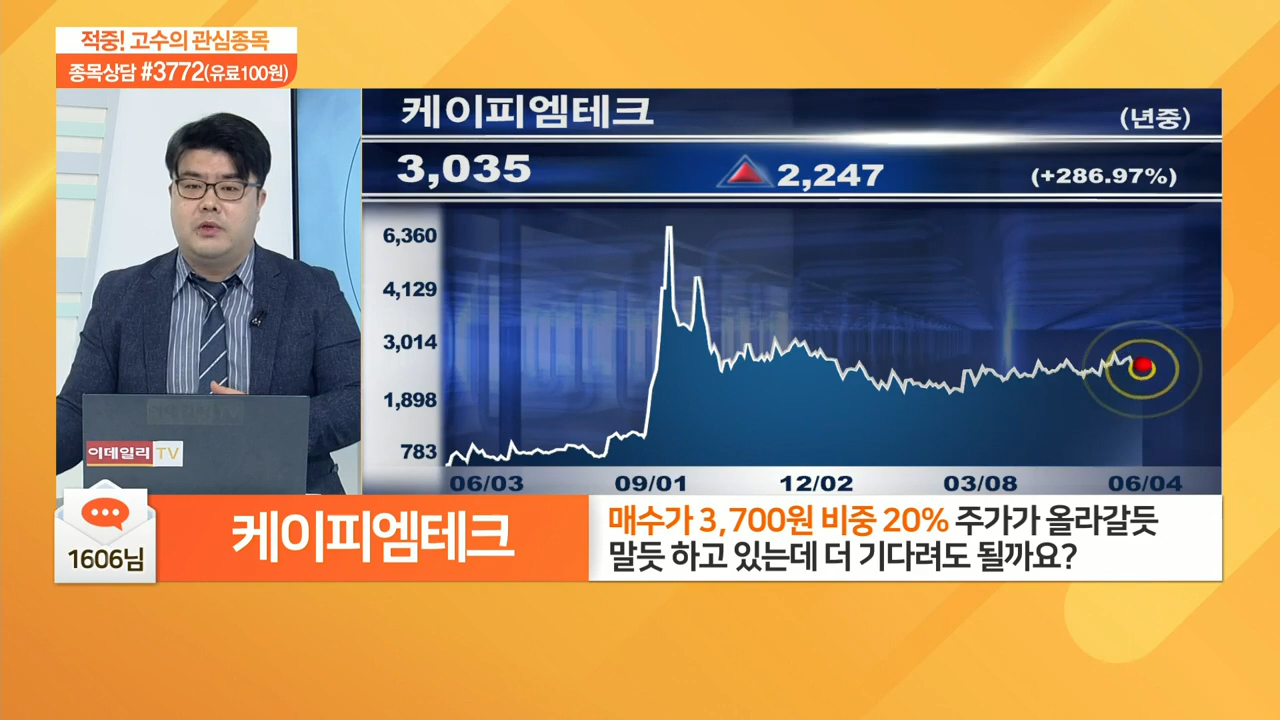 적중! 고수의 관심종목
종목상담 #3772(유료100원)
케이피엠테크
(년중)
3,035 ▲2,247 (+286.97%)
6,360
4,129
3,014
1,898
783
06/03 09/01 12/02 03/08 06/04
이데일리TV
1606님
케이피엠테크
매수가 3,700원 비중 20% 주가가 올라갈듯
말듯 하고 있는데 더 기다려도 될까요?